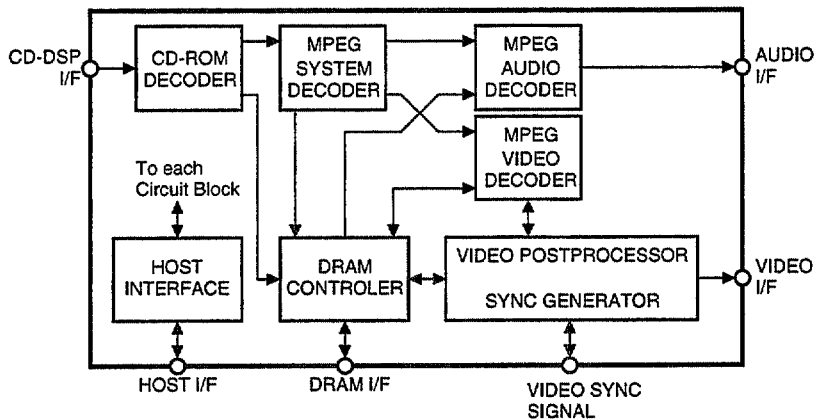 CD-DSP
I/F
CD-ROM
DECODER
MPEG
SYSTEM
DECODER
MPEG
AUDIO
DECODER
AUDIO
I/F
MPEG
VIDEO
DECODER
To each
Circuit Block
HOST
INTERFACE
DRAM
CONTROLER
VIDEO POSTPROCESSOR
SYNC GENERATOR
VIDEO
I/F
HOST I/F
DRAM I/F
VIDEO SYNC
SIGNAL